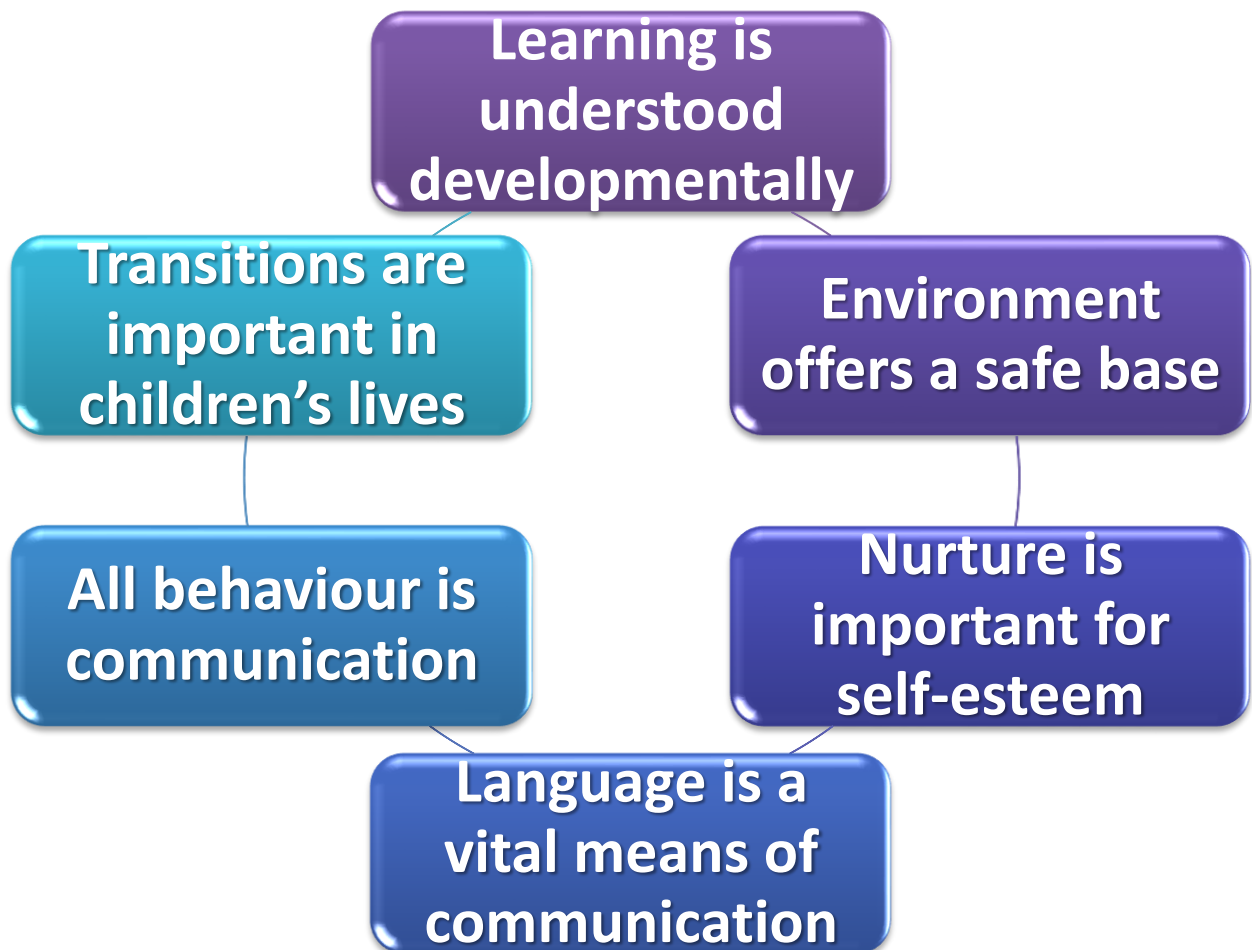 Learning is
understood
developmentally
Environment
offers a safe base
Nurture is
important for
self-esteem
Language is a
vital means of
communication
All behaviour is
communication
Transitions are
important in
children’s lives